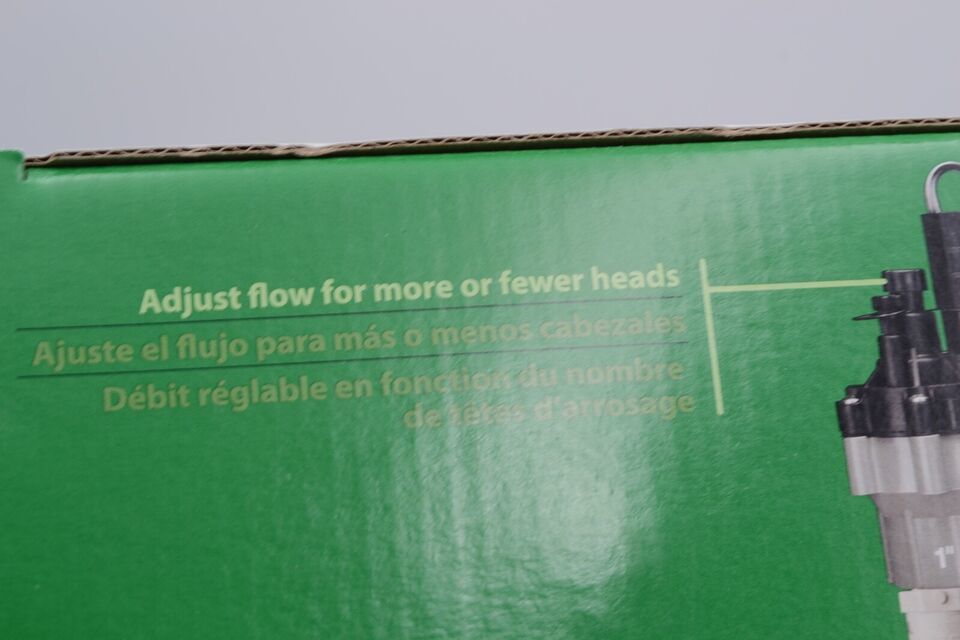 Adjust flow for more or fewer heads
Ajuste el flujo para más o menos cabezales
Débit réglable en fonction du nombre
de têtes d'arrosage
1"